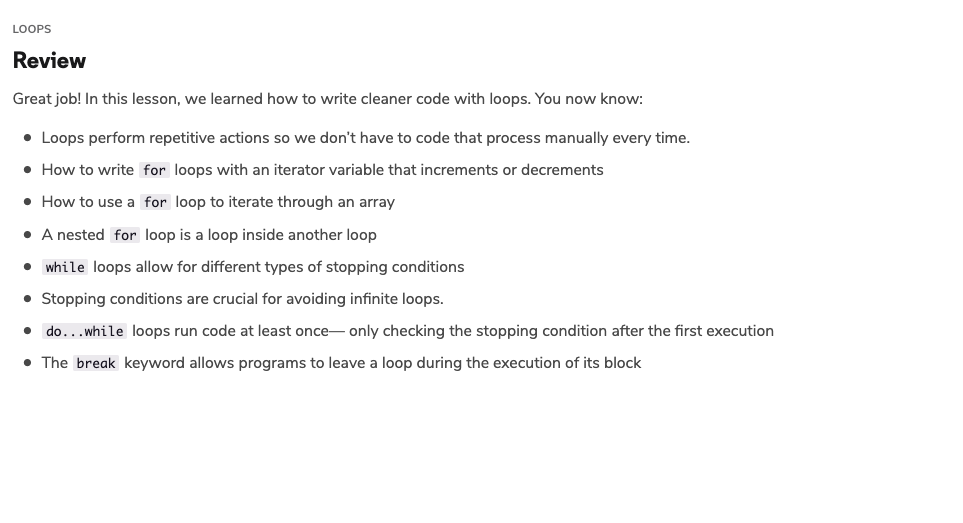 LOOPS
Review
Great job! In this lesson, we learned how to write cleaner code with loops. You now know:
Loops perform repetitive actions so we don't have to code that process manually every time.
How to write for loops with an iterator variable that increments or decrements
How to use a for loop to iterate through an array
A nested for loop is a loop inside another loop
while loops allow for different types of stopping conditions
Stopping conditions are crucial for avoiding infinite loops.
do...while loops run code at least once— only checking the stopping condition after the first execution
The break keyword allows programs to leave a loop during the execution of its block